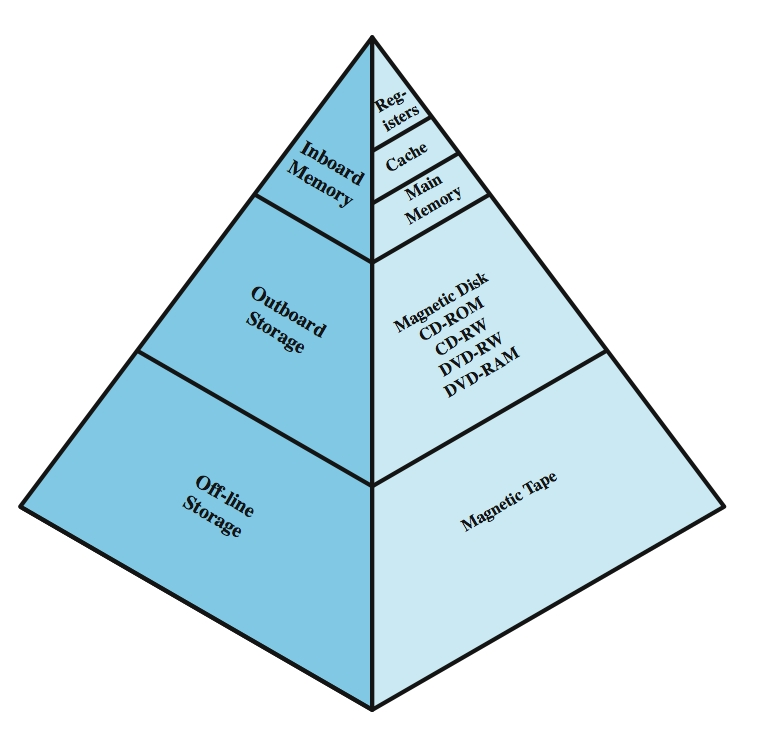 Inboard
Memory
Outboard
Storage
Off-line
Storage
Reg-
isters
Cache
Main
Memory
Magnetic Disk
CD-ROM
CD-RW
DVD-RW
DVD-RAM
Magnetic Tape